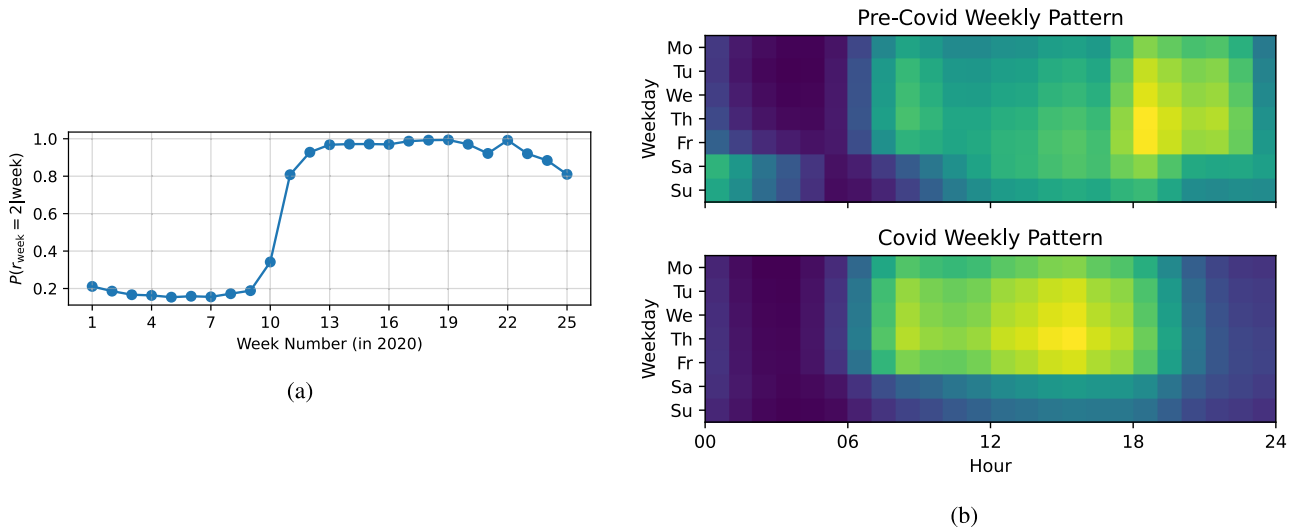 1.0
0.8
0.6
0.4
0.2
P(r_week = 2|week)
1 4 7 10 13 16 19 22 25
Week Number (in 2020)
(a)
Pre-Covid Weekly Pattern
Mo
Tu
We
Th
Fr
Sa
Su
Weekday
Covid Weekly Pattern
Mo
Tu
We
Th
Fr
Sa
Su
Weekday
00 06 12 18 24
Hour
(b)